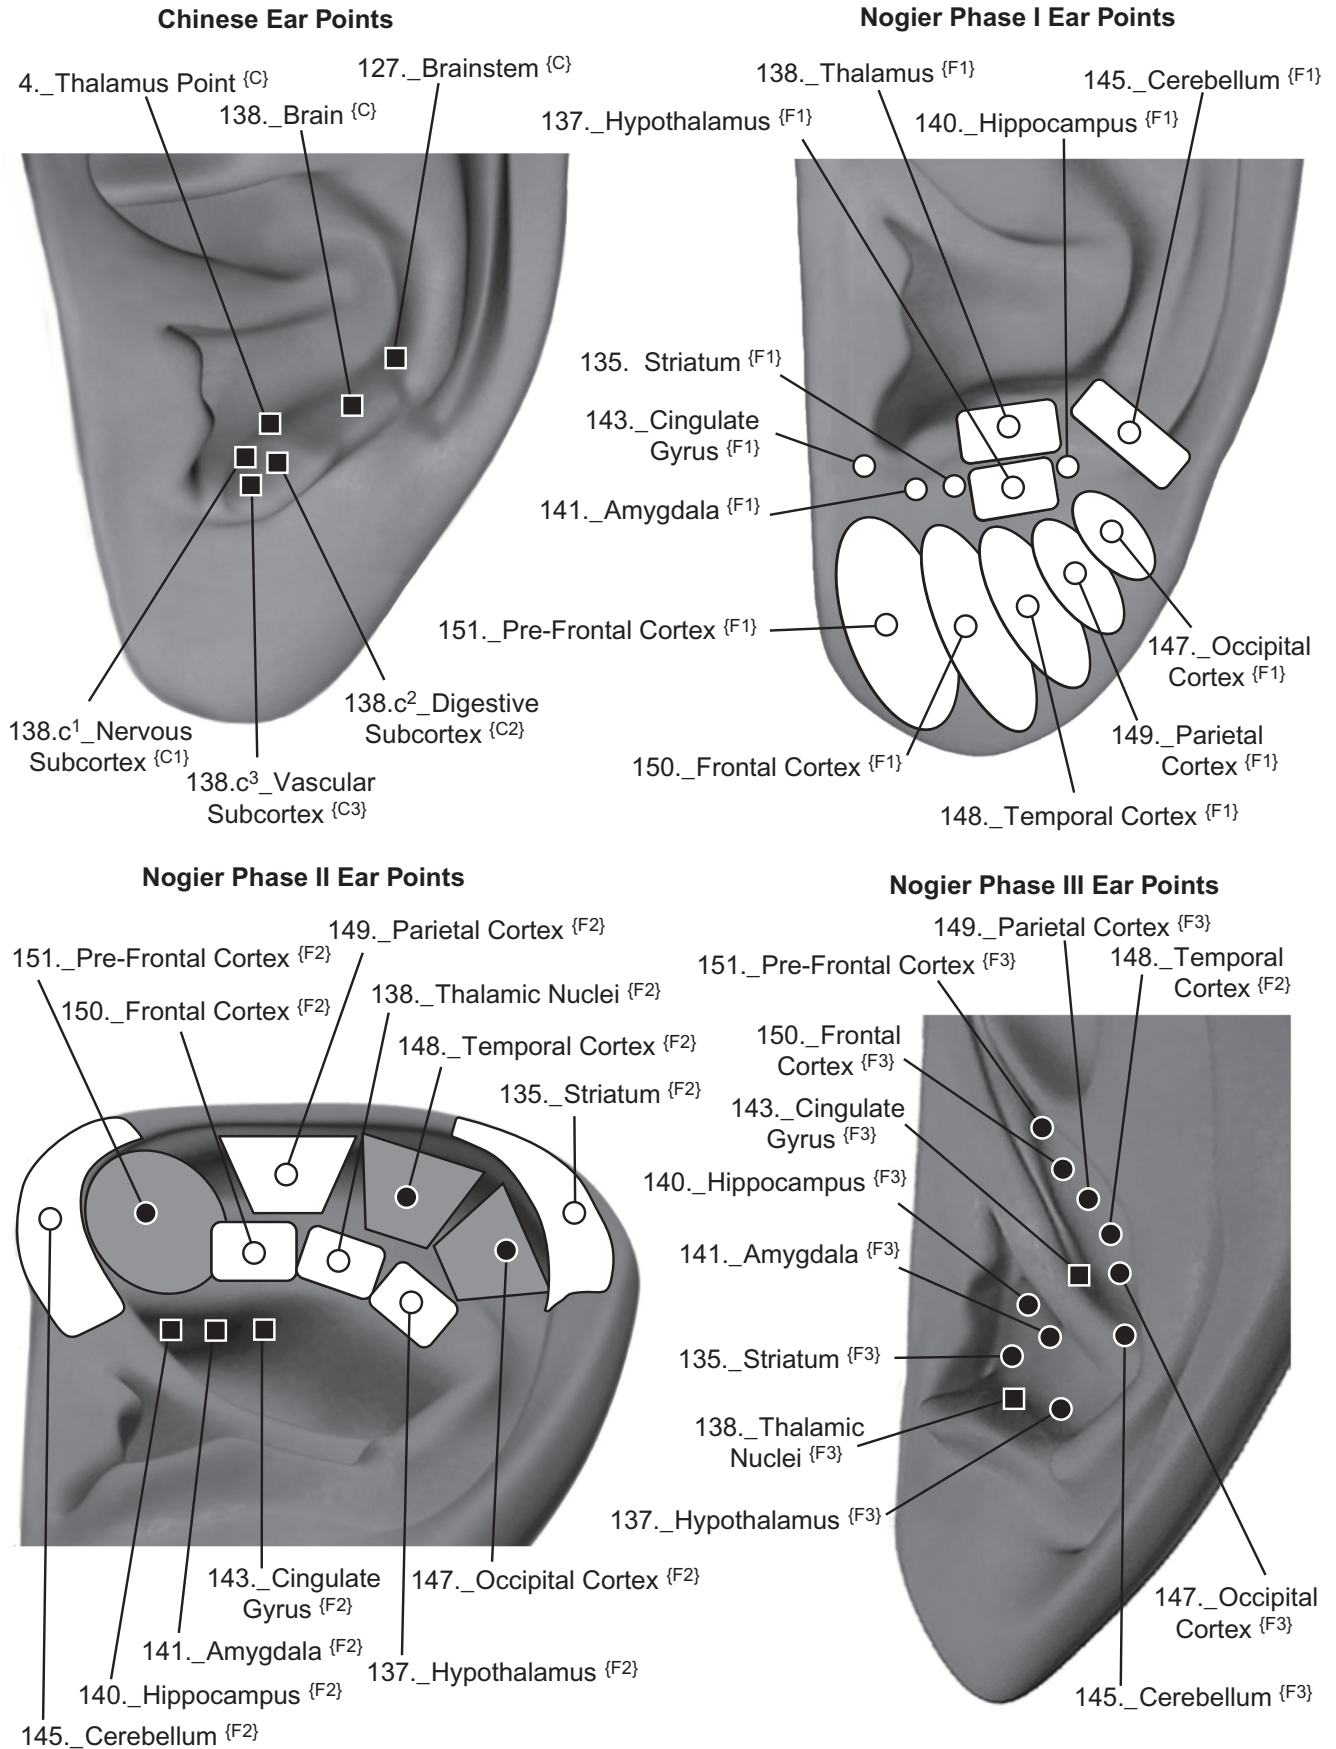 Chinese Ear Points
4._Thalamus Point {C}
127._Brainstem {C}
138._Brain {C}
138.c1_Nervous
Subcortex {C1}
138.c2_Digestive
Subcortex {C2}
138.c3_Vascular
Subcortex {C3}
Nogier Phase I Ear Points
138._Thalamus {F1}
145._Cerebellum {F1}
137._Hypothalamus {F1}
140._Hippocampus {F1}
135. Striatum {F1}
143._Cingulate
Gyrus {F1}
141._Amygdala {F1}
151._Pre-Frontal Cortex {F1}
147._Occipital
Cortex {F1}
149._Parietal
Cortex {F1}
150._Frontal Cortex {F1}
148._Temporal Cortex {F1}
Nogier Phase II Ear Points
149._Parietal Cortex {F2}
151._Pre-Frontal Cortex {F2}
138._Thalamic Nuclei {F2}
150._Frontal Cortex {F2}
148._Temporal Cortex {F2}
135._Striatum {F2}
143._Cingulate
Gyrus {F2}
147._Occipital Cortex {F2}
141._Amygdala {F2}
137._Hypothalamus {F2}
140._Hippocampus {F2}
145._Cerebellum {F2}
Nogier Phase III Ear Points
149._Parietal Cortex {F3}
151._Pre-Frontal Cortex {F3}
148._Temporal
Cortex {F2}
150._Frontal
Cortex {F3}
143._Cingulate
Gyrus {F3}
140._Hippocampus {F3}
141._Amygdala {F3}
135._Striatum {F3}
138._Thalamic
Nuclei {F3}
137._Hypothalamus {F3}
147._Occipital
Cortex {F3}
145._Cerebellum {F3}